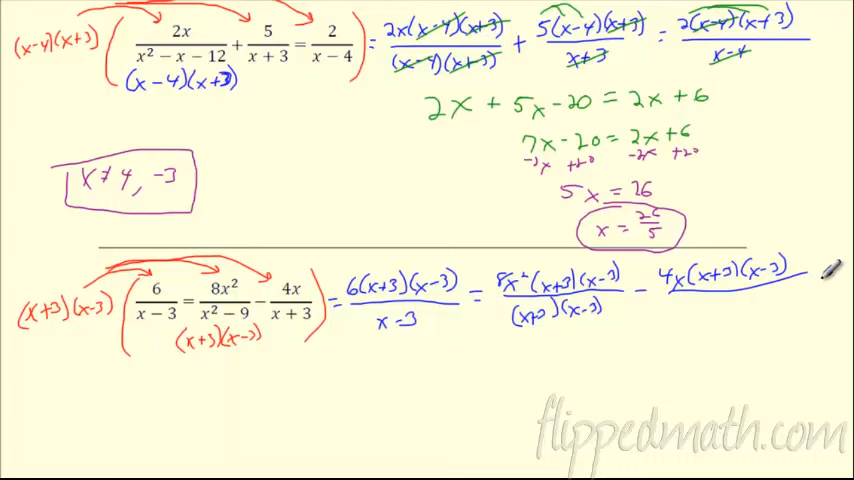 (x-4)(x+3) ( 2x/(x² − x − 12) + 5/(x + 3) = 2/(x − 4) ) = 2x(x-4)(x+3)/((x-4)(x+3)) + 5(x-4)(x+3)/(x+3) = 2(x-4)(x+3)/(x-4)
(x-4)(x+3)
2x + 5x - 20 = 2x + 6
7x - 20 = 2x + 6
-2x +20 -2x +20
x ≠ 4, -3
5x = 26
x = 26/5
(x+3)(x-3) ( 6/(x − 3) = 8x²/(x² − 9) − 4x/(x + 3) ) = 6(x+3)(x-3)/(x-3) = 8x²(x+3)(x-3)/((x+3)(x-3)) - 4x(x+3)(x-3)
(x+3)(x-3)
flippedmath.com